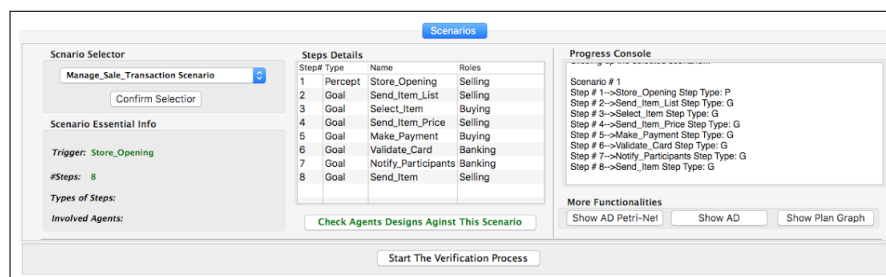 Scenarios
Scnario Selector
Manage_Sale_Transaction Scenario
Confirm Selection
Scenario Essential Info
Trigger: Store_Opening
#Steps: 8
Types of Steps:
Involved Agents:
Steps Details
Step# Type Name Roles
1 Percept Store_Opening Selling
2 Goal Send_Item_List Selling
3 Goal Select_Item Buying
4 Goal Send_Item_Price Selling
5 Goal Make_Payment Buying
6 Goal Validate_Card Banking
7 Goal Notify_Participants Banking
8 Goal Send_Item Selling
Check Agents Designs Aginst This Scenario
Progress Console
Scenario # 1
Step # 1-->Store_Opening Step Type: P
Step # 2-->Send_Item_List Step Type: G
Step # 3-->Select_Item Step Type: G
Step # 4-->Send_Item_Price Step Type: G
Step # 5-->Make_Payment Step Type: G
Step # 6-->Validate_Card Step Type: G
Step # 7-->Notify_Participants Step Type: G
Step # 8-->Send_Item Step Type: G
More Functionalities
Show AD Petri-Net
Show AD
Show Plan Graph
Start The Verification Process